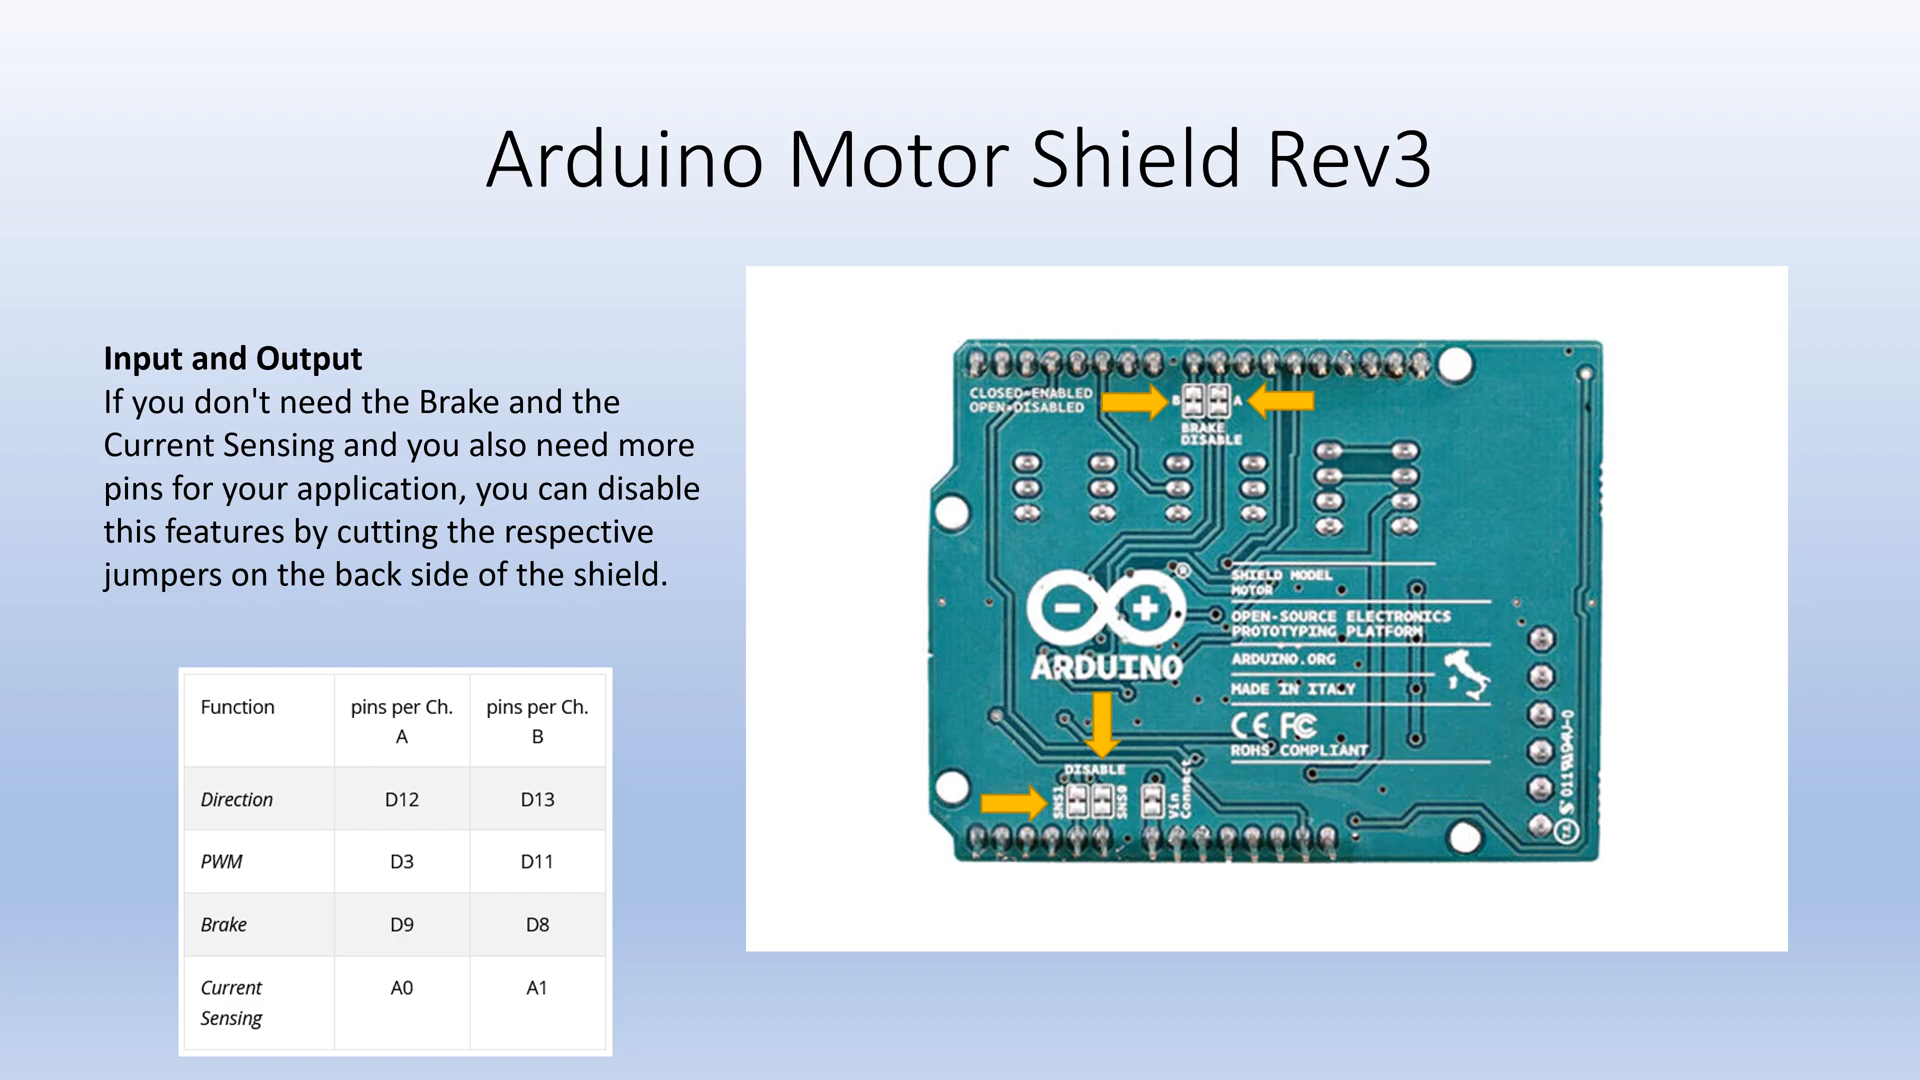 Arduino Motor Shield Rev3
Input and Output
If you don't need the Brake and the
Current Sensing and you also need more
pins for your application, you can disable
this features by cutting the respective
jumpers on the back side of the shield.
Function pins per Ch. A pins per Ch. B
Direction D12 D13
PWM D3 D11
Brake D9 D8
Current Sensing A0 A1
CLOSED=ENABLED
OPEN=DISABLED
B A
BRAKE
DISABLE
SHIELD MODEL
MOTOR
OPEN-SOURCE ELECTRONICS
PROTOTYPING PLATFORM
ARDUINO.ORG
MADE IN ITALY
CE FC
ROHS COMPLIANT
ARDUINO
DISABLE
SNS1 SNS0
Vin
Connect
94V-0